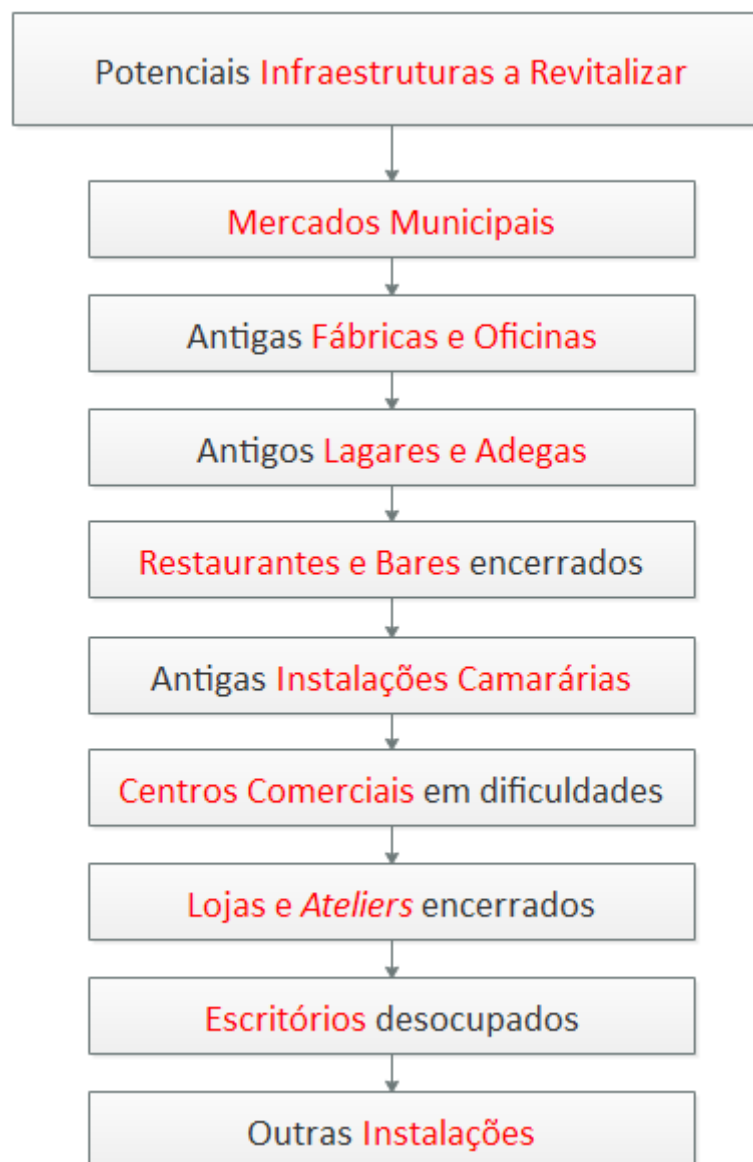 Potenciais Infraestruturas a Revitalizar
Mercados Municipais
Antigas Fábricas e Oficinas
Antigos Lagares e Adegas
Restaurantes e Bares encerrados
Antigas Instalações Camarárias
Centros Comerciais em dificuldades
Lojas e Ateliers encerrados
Escritórios desocupados
Outras Instalações